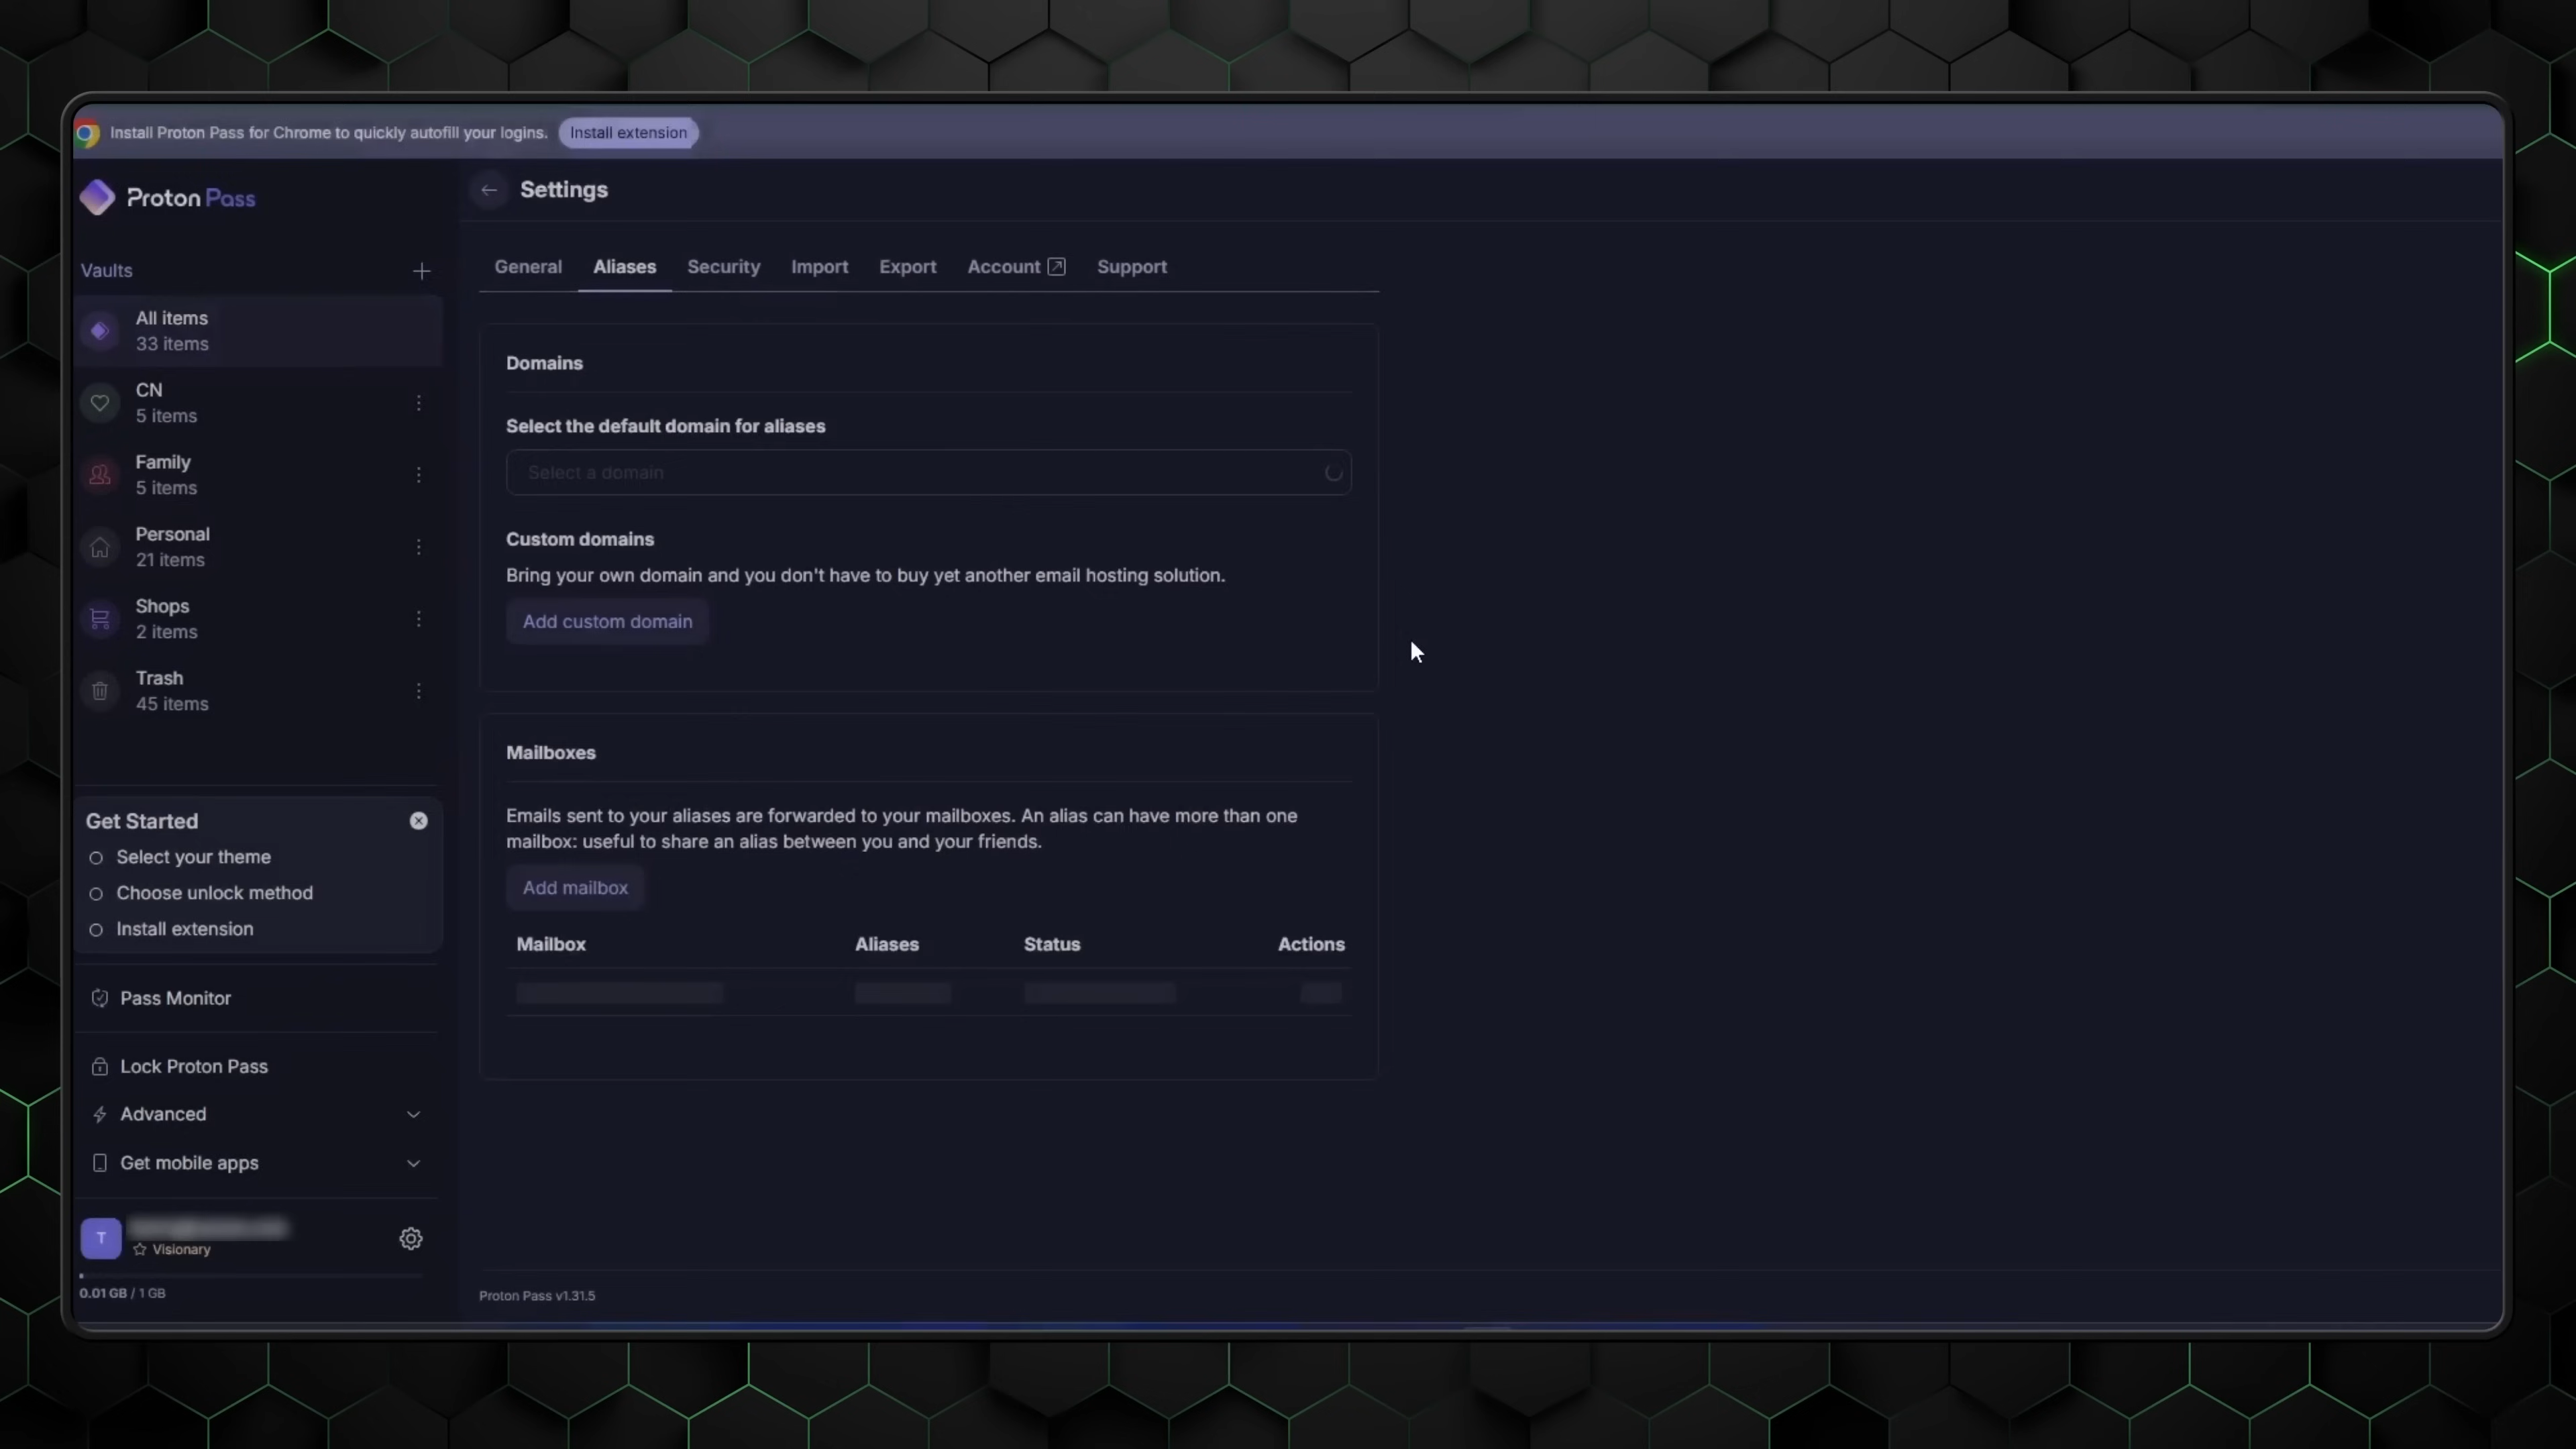 Install Proton Pass for Chrome to quickly autofill your logins.
Install extension
Proton Pass
Settings
Vaults
General
Aliases
Security
Import
Export
Account
Support
All items
33 items
CN
5 items
Family
5 items
Personal
21 items
Shops
2 items
Trash
45 items
Domains
Select the default domain for aliases
Select a domain
Custom domains
Bring your own domain and you don't have to buy yet another email hosting solution.
Add custom domain
Mailboxes
Emails sent to your aliases are forwarded to your mailboxes. An alias can have more than one
mailbox: useful to share an alias between you and your friends.
Add mailbox
Mailbox
Aliases
Status
Actions
Get Started
Select your theme
Choose unlock method
Install extension
Pass Monitor
Lock Proton Pass
Advanced
Get mobile apps
T
Visionary
0.01 GB / 1 GB
Proton Pass v1.31.5